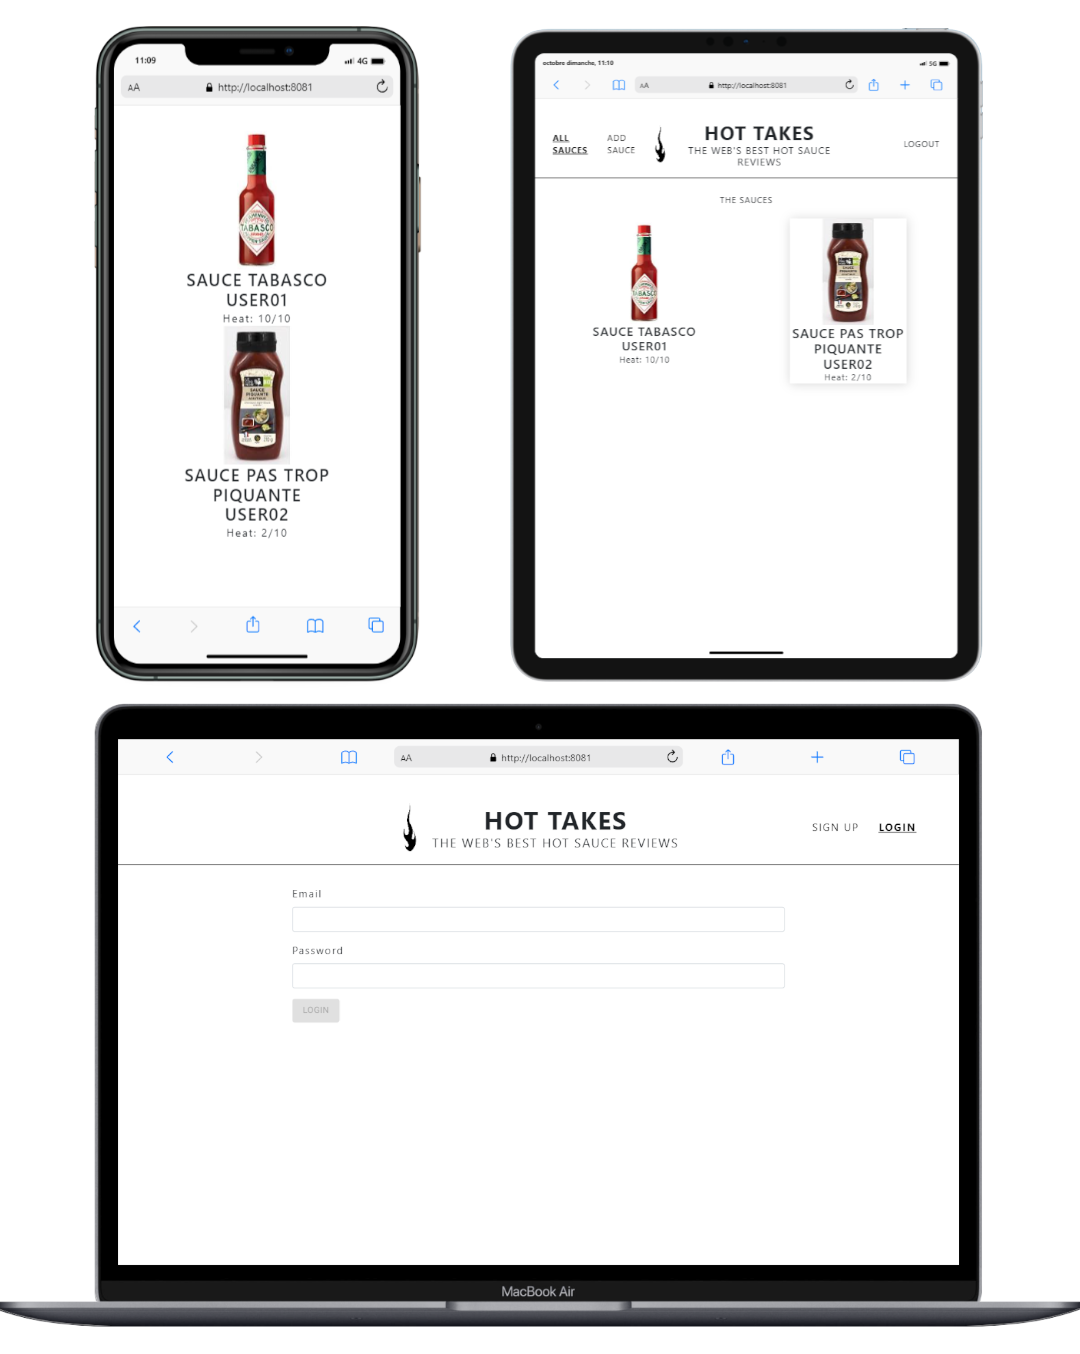 11:09
4G
AA
http://localhost:8081
TABASCO
SAUCE TABASCO
USER01
Heat: 10/10
SAUCE
PIQUANTE
SAUCE PAS TROP
PIQUANTE
USER02
Heat: 2/10
octobre dimanche, 11:10
5G
AA
http://localhost:8081
ALL
SAUCES
ADD
SAUCE
HOT TAKES
THE WEB'S BEST HOT SAUCE
REVIEWS
LOGOUT
THE SAUCES
TABASCO
SAUCE TABASCO
USER01
Heat: 10/10
SAUCE PAS TROP
PIQUANTE
USER02
Heat: 2/10
AA
http://localhost:8081
HOT TAKES
THE WEB'S BEST HOT SAUCE REVIEWS
SIGN UP
LOGIN
Email
Password
LOGIN
MacBook Air